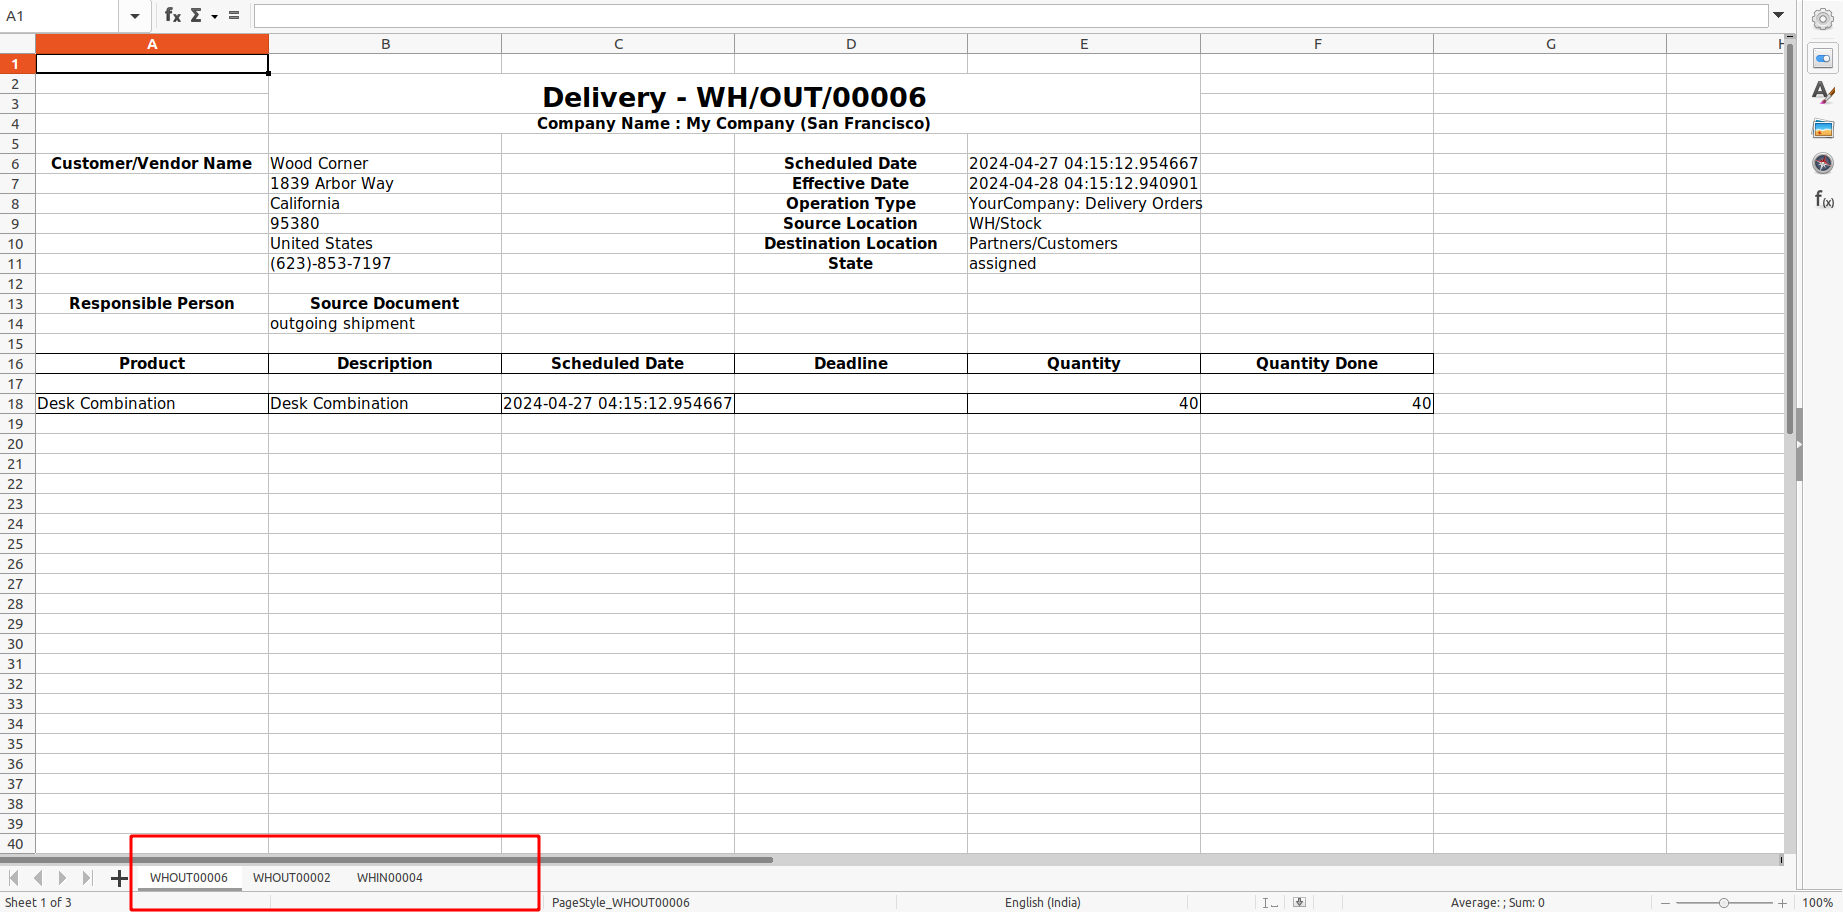 A1
fx Σ =
A B C D E F G H
1
2
3 Delivery - WH/OUT/00006
4 Company Name : My Company (San Francisco)
5
6 Customer/Vendor Name Wood Corner Scheduled Date 2024-04-27 04:15:12.954667
7 1839 Arbor Way Effective Date 2024-04-28 04:15:12.940901
8 California Operation Type YourCompany: Delivery Orders
9 95380 Source Location WH/Stock
10 United States Destination Location Partners/Customers
11 (623)-853-7197 State assigned
12
13 Responsible Person Source Document
14 outgoing shipment
15
16 Product Description Scheduled Date Deadline Quantity Quantity Done
17
18 Desk Combination Desk Combination 2024-04-27 04:15:12.954667 40 40
19
20
21
22
23
24
25
26
27
28
29
30
31
32
33
34
35
36
37
38
39
40
WHOUT00006 WHOUT00002 WHIN00004
Sheet 1 of 3 PageStyle_WHOUT00006 English (India) Average: ; Sum: 0 100%